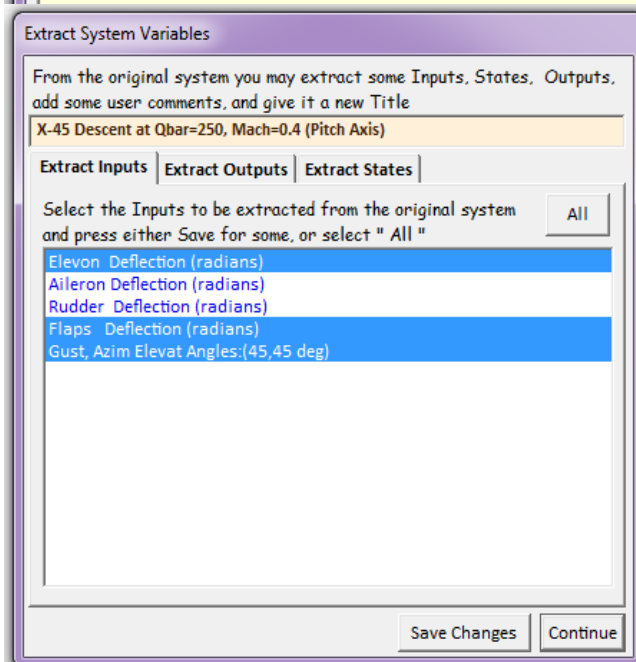 Extract System Variables
From the original system you may extract some Inputs, States, Outputs,
add some user comments, and give it a new Title
X-45 Descent at Qbar=250, Mach=0.4 (Pitch Axis)
Extract Inputs Extract Outputs Extract States
Select the Inputs to be extracted from the original system
and press either Save for some, or select " All "
All
Elevon Deflection (radians)
Aileron Deflection (radians)
Rudder Deflection (radians)
Flaps Deflection (radians)
Gust, Azim Elevat Angles:(45,45 deg)
Save Changes Continue